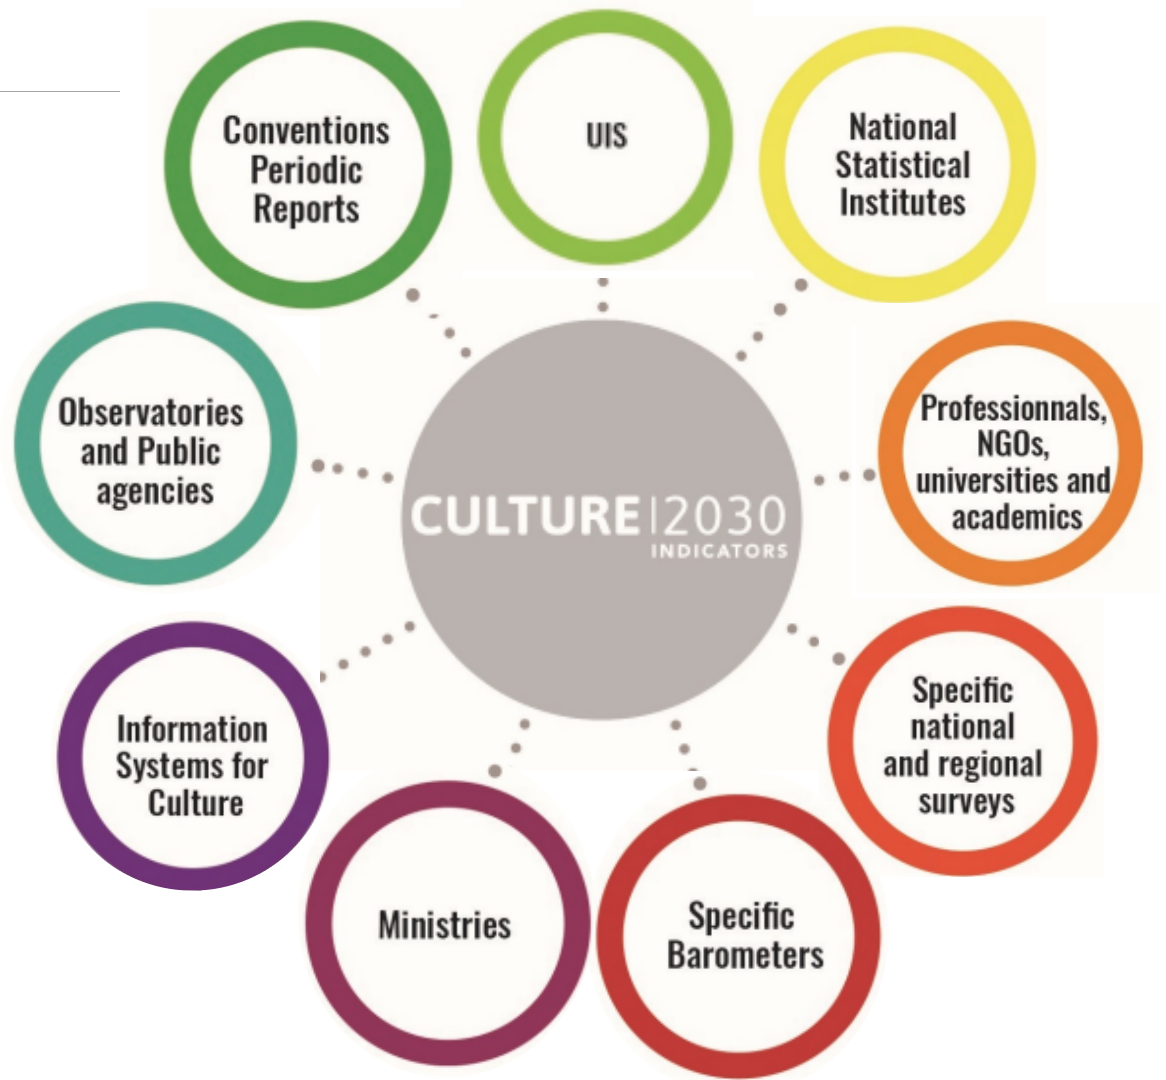 Conventions
Periodic
Reports
UIS
National
Statistical
Institutes
Observatories
and Public
agencies
Professionnals,
NGOs,
universities and
academics
CULTURE|2030
INDICATORS
Information
Systems for
Culture
Specific
national
and regional
surveys
Ministries
Specific
Barometers